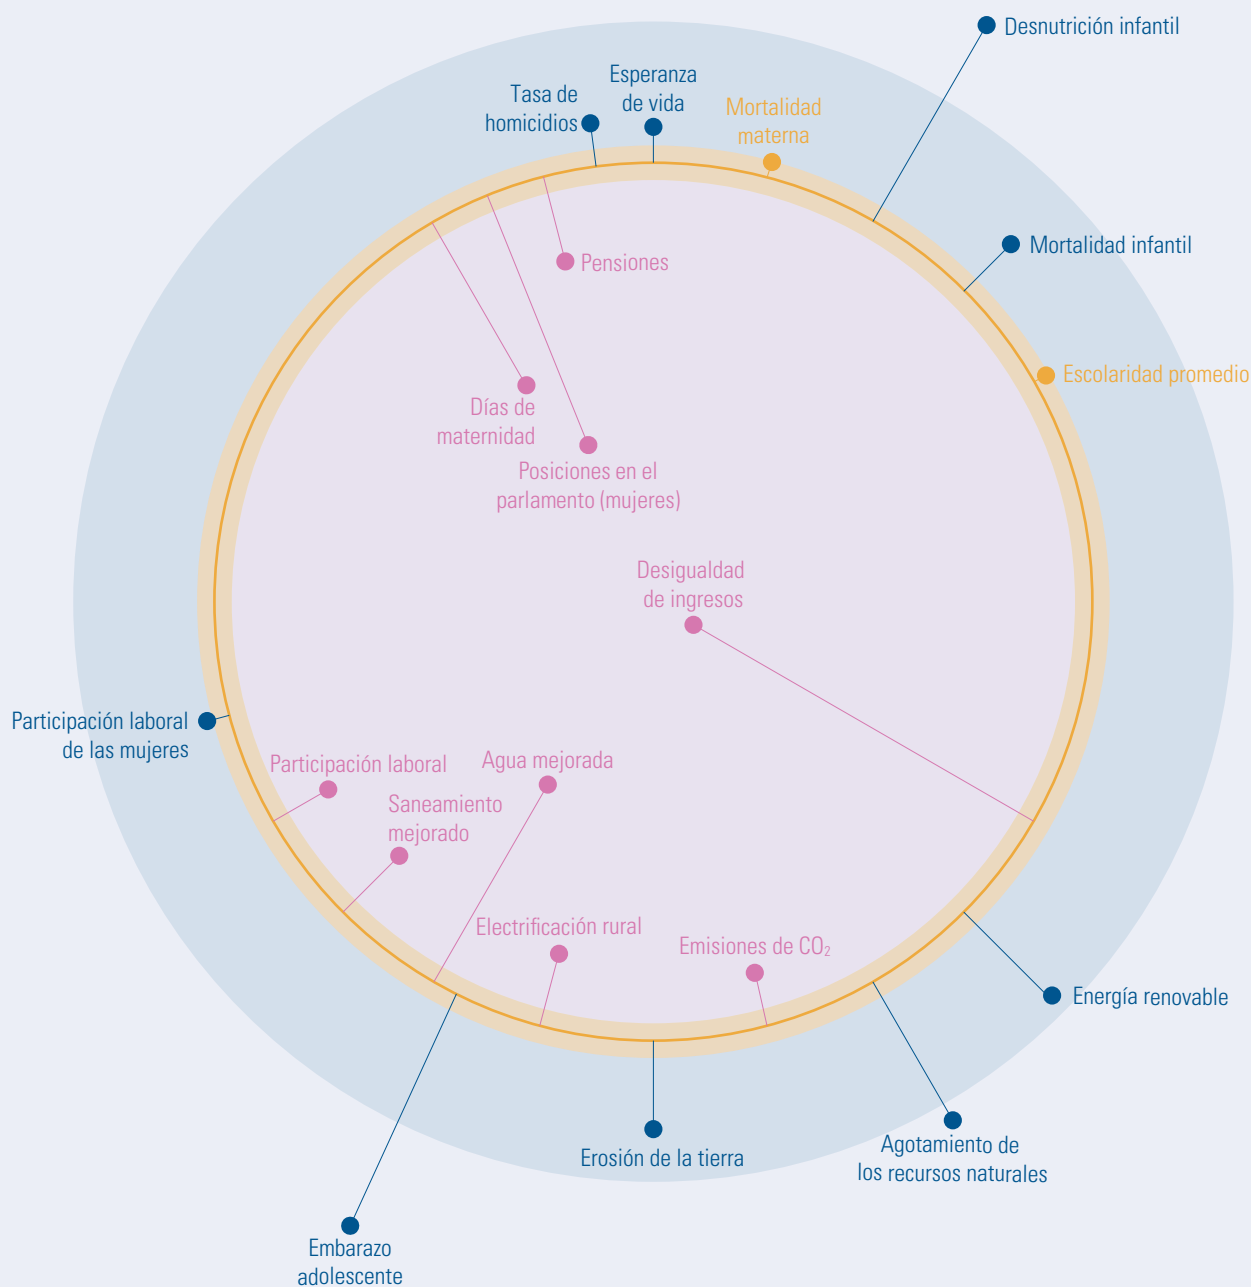 Desnutrición infantil
Esperanza
de vida
Tasa de
homicidios
Mortalidad
materna
Mortalidad infantil
Pensiones
Escolaridad promedio
Días de
maternidad
Posiciones en el
parlamento (mujeres)
Desigualdad
de ingresos
Participación laboral
de las mujeres
Participación laboral
Agua mejorada
Saneamiento
mejorado
Electrificación rural
Emisiones de CO₂
Energía renovable
Erosión de la tierra
Agotamiento de
los recursos naturales
Embarazo
adolescente